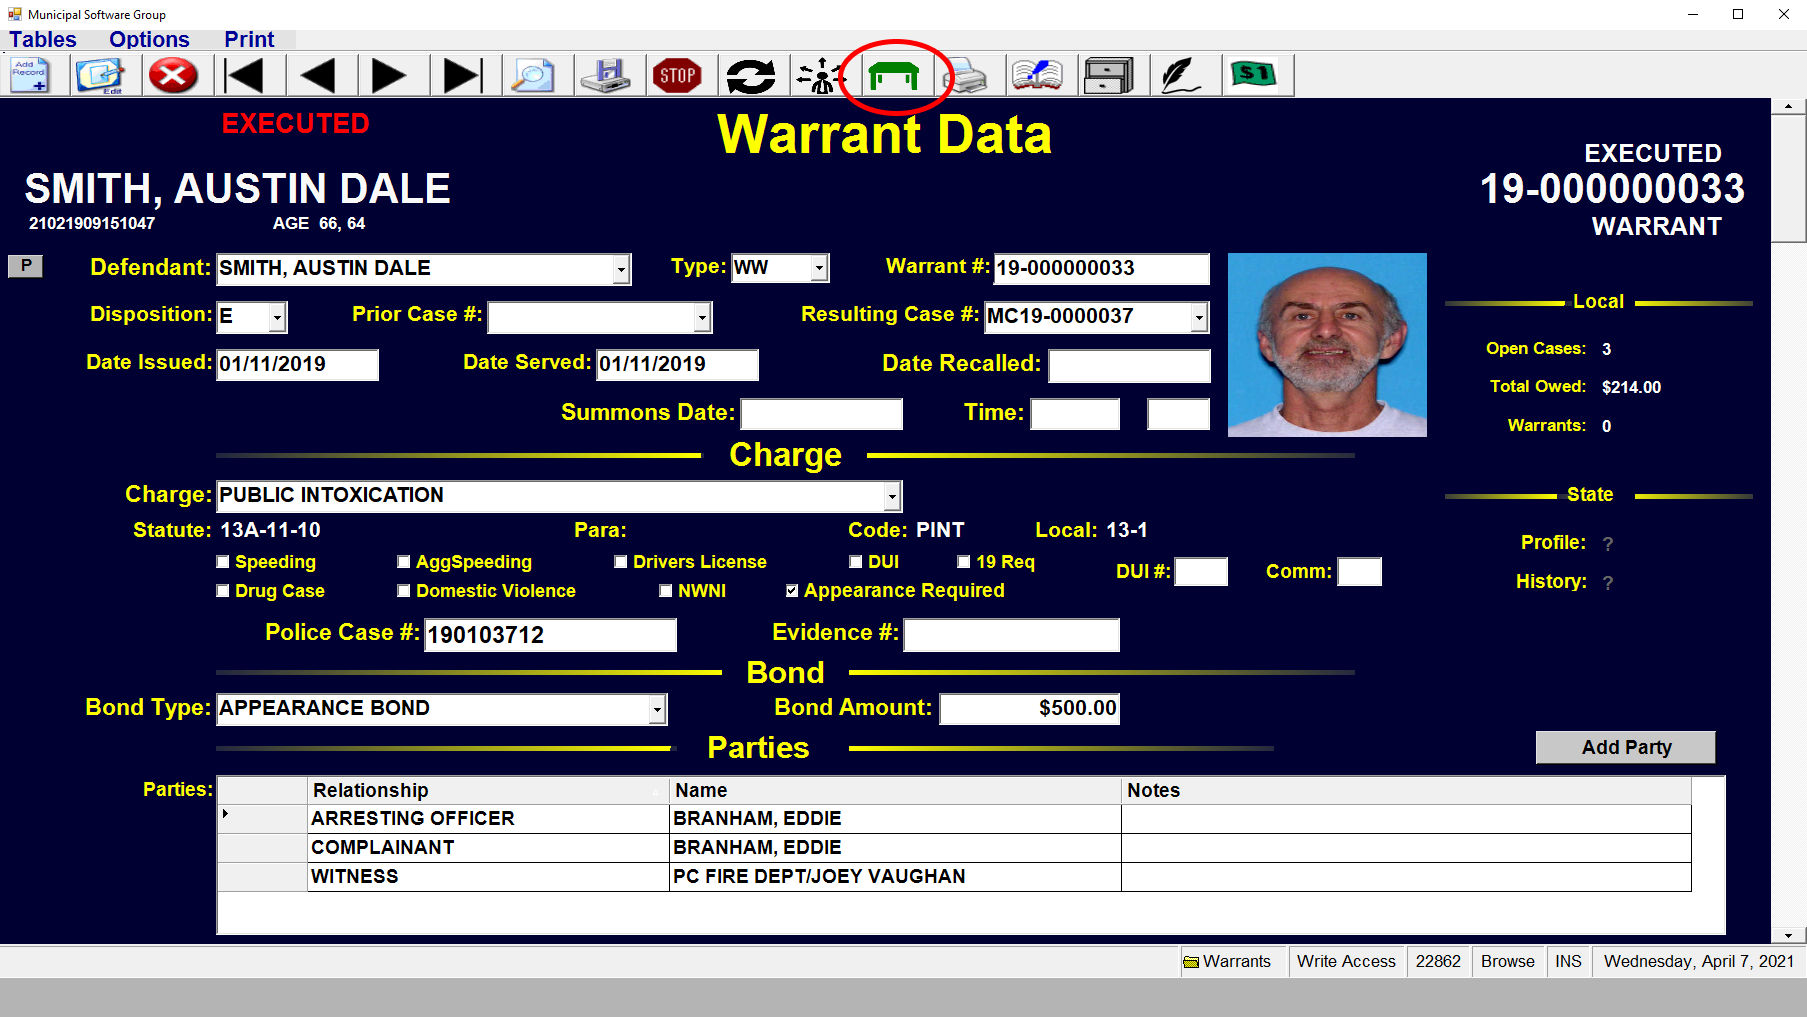 Municipal Software Group
Tables Options Print
Add Record Edit STOP $1
EXECUTED
Warrant Data
EXECUTED
SMITH, AUSTIN DALE
19-000000033
21021909151047 AGE 66, 64
WARRANT
P Defendant: SMITH, AUSTIN DALE Type: WW Warrant #: 19-000000033
Disposition: E Prior Case #: Resulting Case #: MC19-0000037
Date Issued: 01/11/2019 Date Served: 01/11/2019 Date Recalled:
Summons Date: Time:
Local
Open Cases: 3
Total Owed: $214.00
Warrants: 0
Charge
Charge: PUBLIC INTOXICATION
Statute: 13A-11-10 Para: Code: PINT Local: 13-1
Speeding AggSpeeding Drivers License DUI 19 Req
DUI #: Comm:
Drug Case Domestic Violence NWNI Appearance Required
State
Profile: ?
History: ?
Police Case #: 190103712 Evidence #:
Bond
Bond Type: APPEARANCE BOND Bond Amount: $500.00
Parties
Add Party
Parties: Relationship Name Notes
ARRESTING OFFICER BRANHAM, EDDIE
COMPLAINANT BRANHAM, EDDIE
WITNESS PC FIRE DEPT/JOEY VAUGHAN
Warrants Write Access 22862 Browse INS Wednesday, April 7, 2021